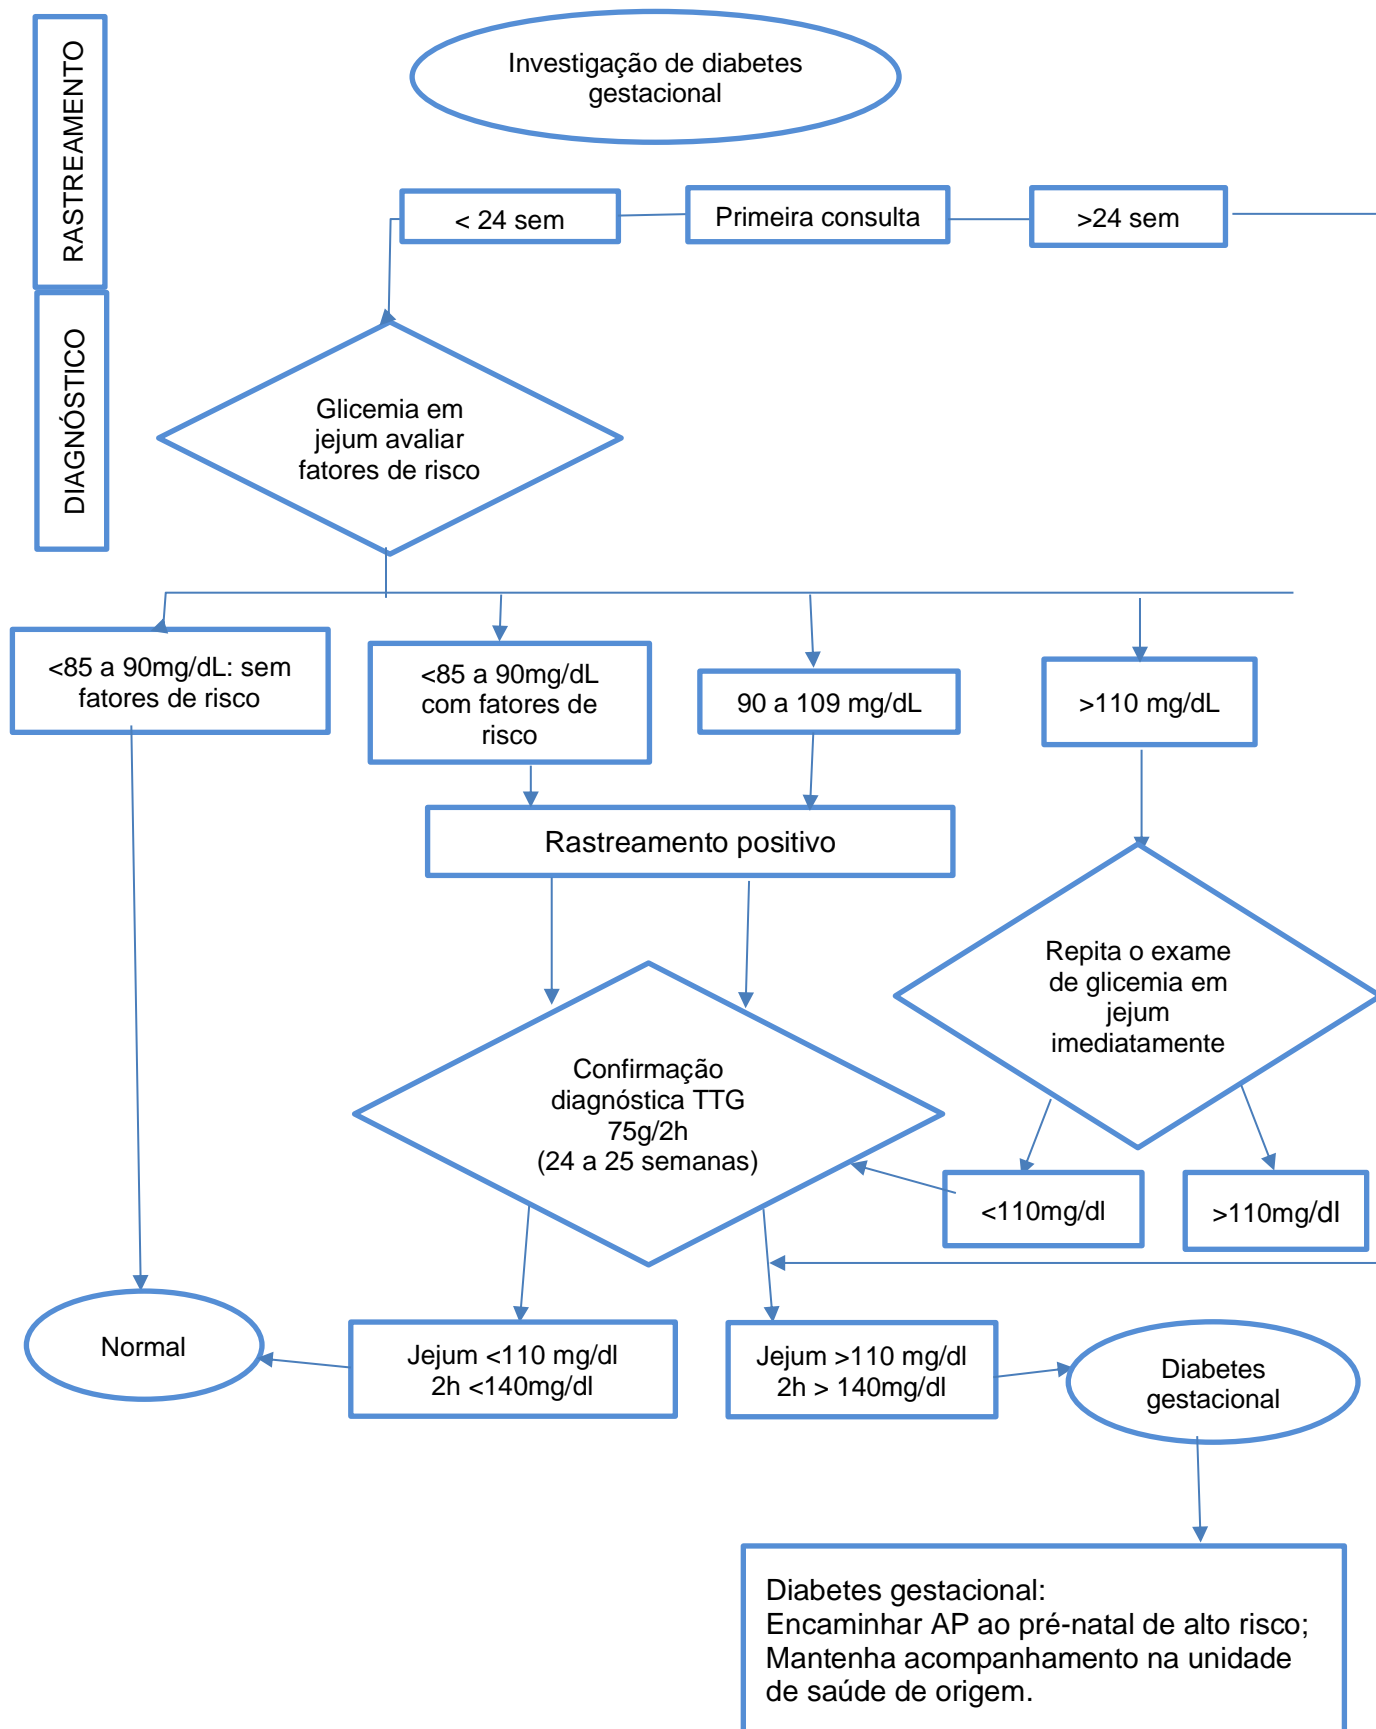 RASTREAMENTO
Investigação de diabetes
gestacional
< 24 sem
Primeira consulta
>24 sem
DIAGNÓSTICO
Glicemia em
jejum avaliar
fatores de risco
<85 a 90mg/dL: sem
fatores de risco
<85 a 90mg/dL
com fatores de
risco
90 a 109 mg/dL
>110 mg/dL
Rastreamento positivo
Repita o exame
de glicemia em
jejum
imediatamente
Confirmação
diagnóstica TTG
75g/2h
(24 a 25 semanas)
<110mg/dl
>110mg/dl
Normal
Jejum <110 mg/dl
2h <140mg/dl
Jejum >110 mg/dl
2h > 140mg/dl
Diabetes
gestacional
Diabetes gestacional:
Encaminhar AP ao pré-natal de alto risco;
Mantenha acompanhamento na unidade
de saúde de origem.